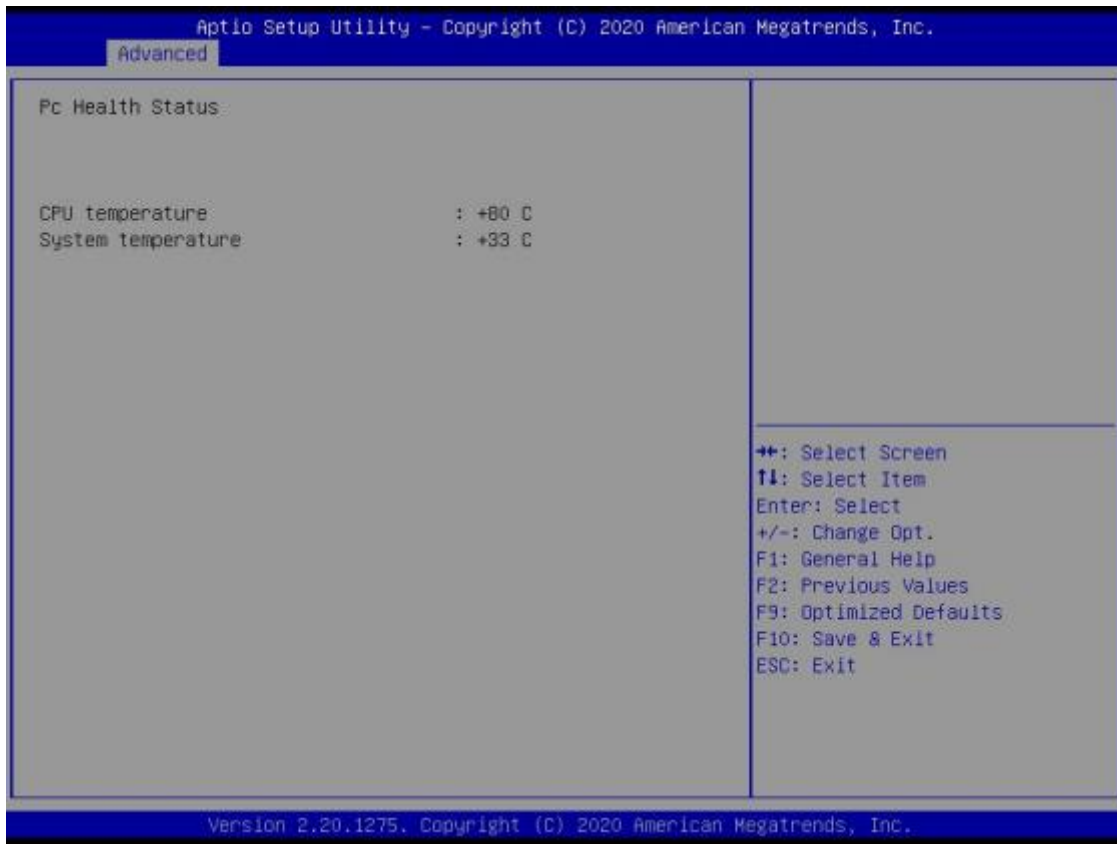 Aptio Setup Utility – Copyright (C) 2020 American Megatrends, Inc.
Advanced
Pc Health Status
CPU temperature : +80 C
System temperature : +33 C
→←: Select Screen
↑↓: Select Item
Enter: Select
+/-: Change Opt.
F1: General Help
F2: Previous Values
F9: Optimized Defaults
F10: Save & Exit
ESC: Exit
Version 2.20.1275. Copyright (C) 2020 American Megatrends, Inc.